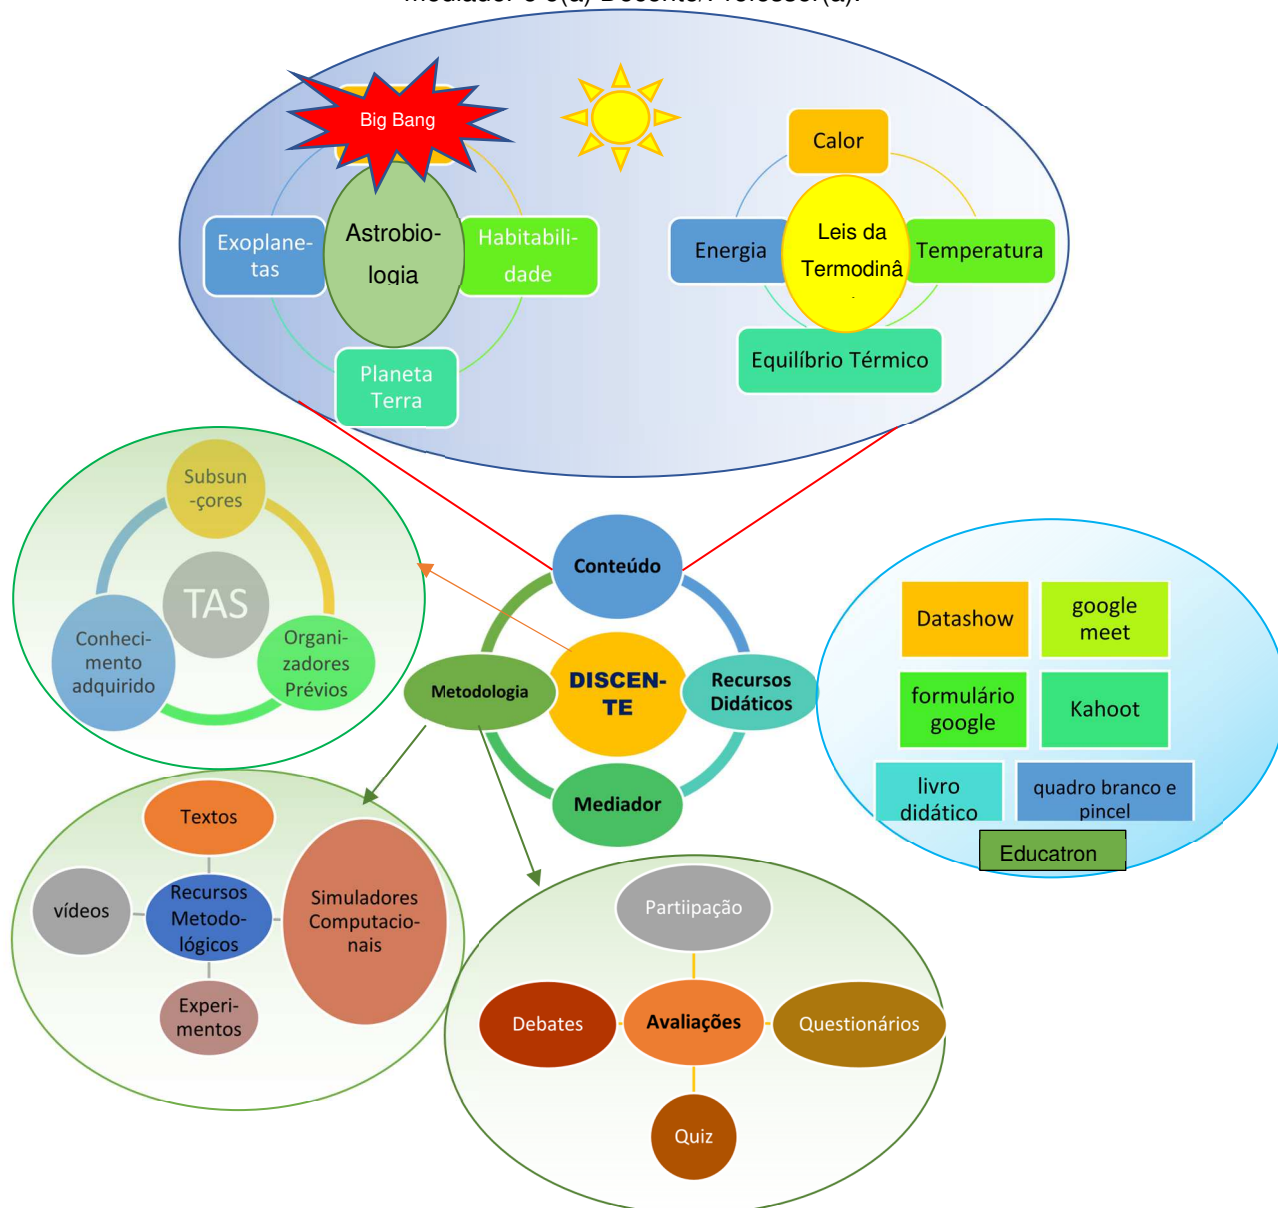 Big Bang
Calor
Exoplane-
tas
Astrobio-
logia
Habitabili-
dade
Energia
Leis da
Termodinâ
Temperatura
Planeta
Terra
Equilíbrio Térmico
Subsun
-çores
TAS
Conheci-
mento
adquirido
Organi-
zadores
Prévios
Conteúdo
Metodologia
DISCEN-
TE
Recursos
Didáticos
Mediador
Datashow
google
meet
formulário
google
Kahoot
livro
didático
quadro branco e
pincel
Educatron
Textos
vídeos
Recursos
Metodo-
lógicos
Simuladores
Computacio-
nais
Experi-
mentos
Partiipação
Debates
Avaliações
Questionários
Quiz